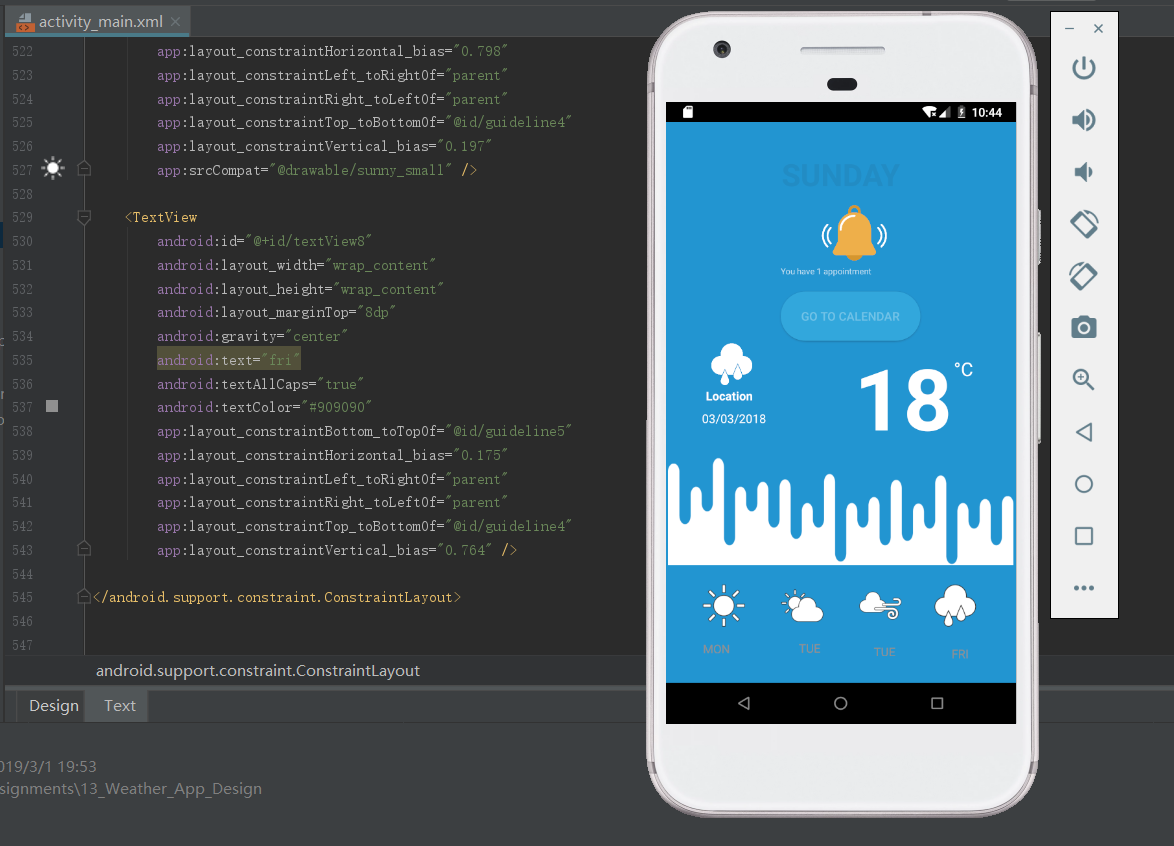 activity_main.xml
522 app:layout_constraintHorizontal_bias="0.798"
523 app:layout_constraintLeft_toRightOf="parent"
524 app:layout_constraintRight_toLeftOf="parent"
525 app:layout_constraintTop_toBottomOf="@id/guideline4"
526 app:layout_constraintVertical_bias="0.197"
527 app:srcCompat="@drawable/sunny_small" />
528
529 <TextView
530 android:id="@+id/textView8"
531 android:layout_width="wrap_content"
532 android:layout_height="wrap_content"
533 android:layout_marginTop="8dp"
534 android:gravity="center"
535 android:text="fri"
536 android:textAllCaps="true"
537 android:textColor="#909090"
538 app:layout_constraintBottom_toTopOf="@id/guideline5"
539 app:layout_constraintHorizontal_bias="0.175"
540 app:layout_constraintLeft_toRightOf="parent"
541 app:layout_constraintRight_toLeftOf="parent"
542 app:layout_constraintTop_toBottomOf="@id/guideline4"
543 app:layout_constraintVertical_bias="0.764" />
544
545 </android.support.constraint.ConstraintLayout>
546
547
android.support.constraint.ConstraintLayout
Design Text
019/3/1 19:53
signments\13_Weather_App_Design
10:44
SUNDAY
You have 1 appointment
GO TO CALENDAR
Location
03/03/2018
18 °C
MON TUE TUE FRI